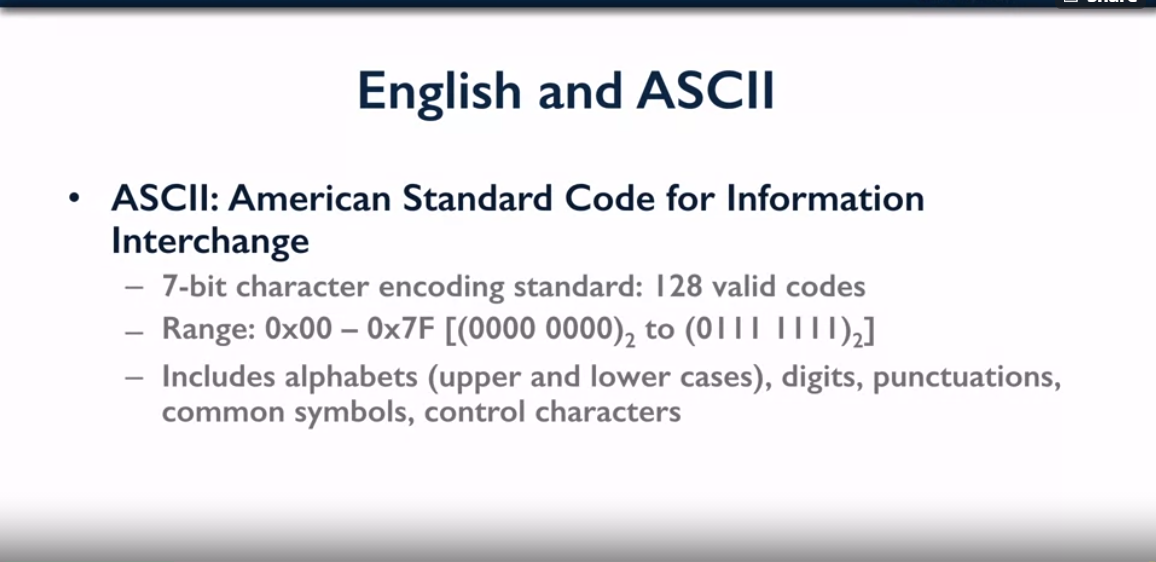 English and ASCII
• ASCII: American Standard Code for Information
Interchange
– 7-bit character encoding standard: 128 valid codes
– Range: 0x00 – 0x7F [(0000 0000)₂ to (0111 1111)₂]
– Includes alphabets (upper and lower cases), digits, punctuations,
common symbols, control characters